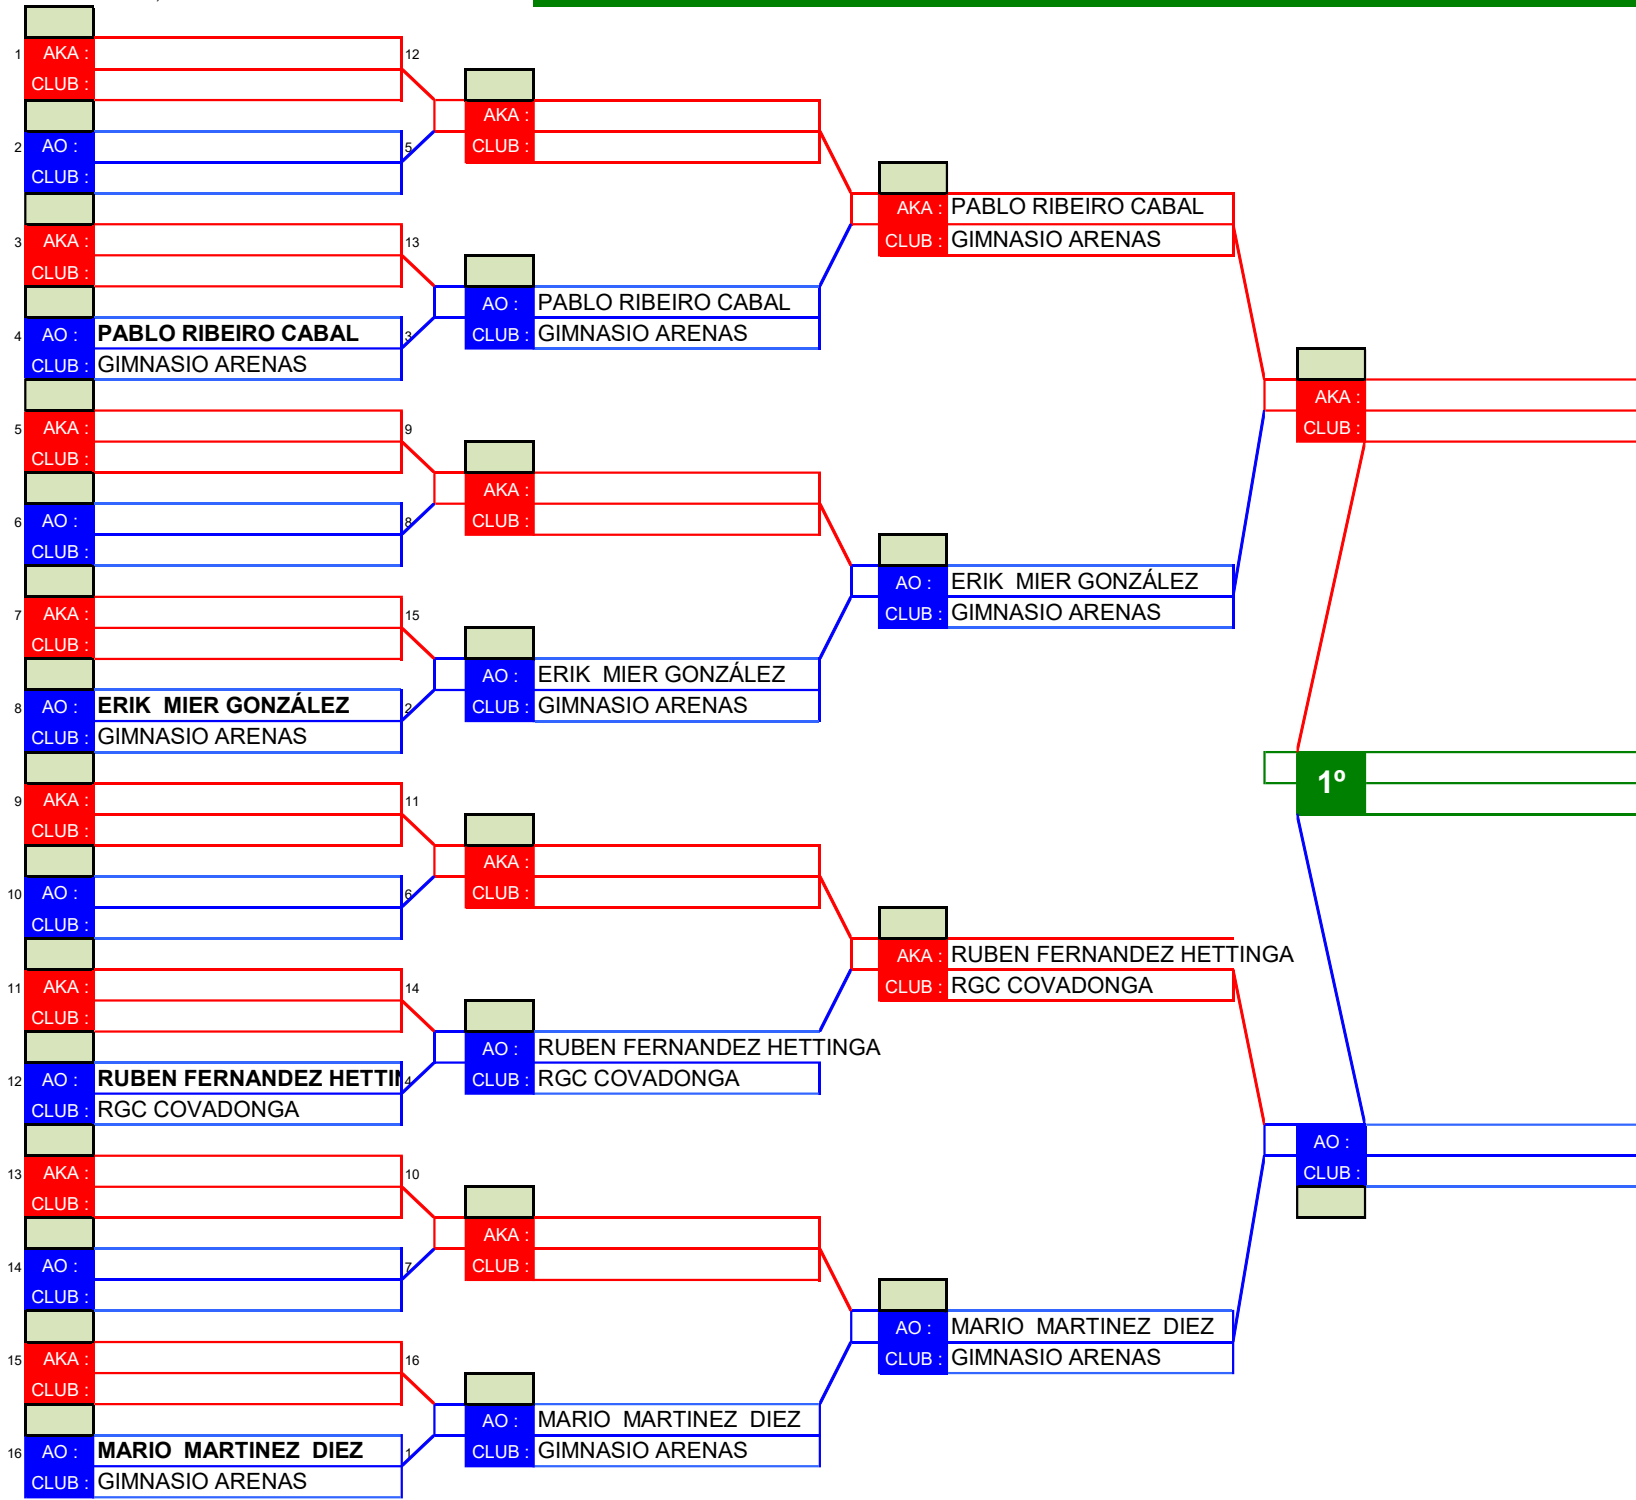 1 AKA : 12
CLUB :
2 AO : 5
CLUB :
3 AKA : 13
CLUB :
4 AO : PABLO RIBEIRO CABAL 3
CLUB : GIMNASIO ARENAS
5 AKA : 9
CLUB :
6 AO : 8
CLUB :
7 AKA : 15
CLUB :
8 AO : ERIK MIER GONZÁLEZ 2
CLUB : GIMNASIO ARENAS
9 AKA : 11
CLUB :
10 AO : 6
CLUB :
11 AKA : 14
CLUB :
12 AO : RUBEN FERNANDEZ HETTIN 4
CLUB : RGC COVADONGA
13 AKA : 10
CLUB :
14 AO : 7
CLUB :
15 AKA : 16
CLUB :
16 AO : MARIO MARTINEZ DIEZ 1
CLUB : GIMNASIO ARENAS
AKA :
CLUB :
AO : PABLO RIBEIRO CABAL
CLUB : GIMNASIO ARENAS
AKA :
CLUB :
AO : ERIK MIER GONZÁLEZ
CLUB : GIMNASIO ARENAS
AKA :
CLUB :
AO : RUBEN FERNANDEZ HETTINGA
CLUB : RGC COVADONGA
AKA :
CLUB :
AO : MARIO MARTINEZ DIEZ
CLUB : GIMNASIO ARENAS
AKA : PABLO RIBEIRO CABAL
CLUB : GIMNASIO ARENAS
AO : ERIK MIER GONZÁLEZ
CLUB : GIMNASIO ARENAS
AKA : RUBEN FERNANDEZ HETTINGA
CLUB : RGC COVADONGA
AO : MARIO MARTINEZ DIEZ
CLUB : GIMNASIO ARENAS
AKA :
CLUB :
1º
AO :
CLUB :